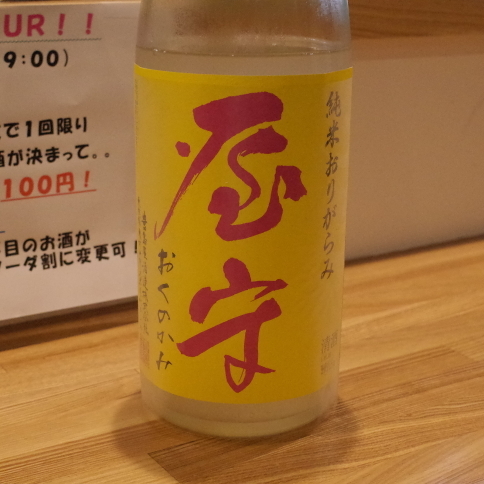 UR！！
9:00)
で１回限り
酒が決まって。。
100円！
目のお酒が
ーダ割に変更可！
純米おりがらみ
屋守
おくのかみ